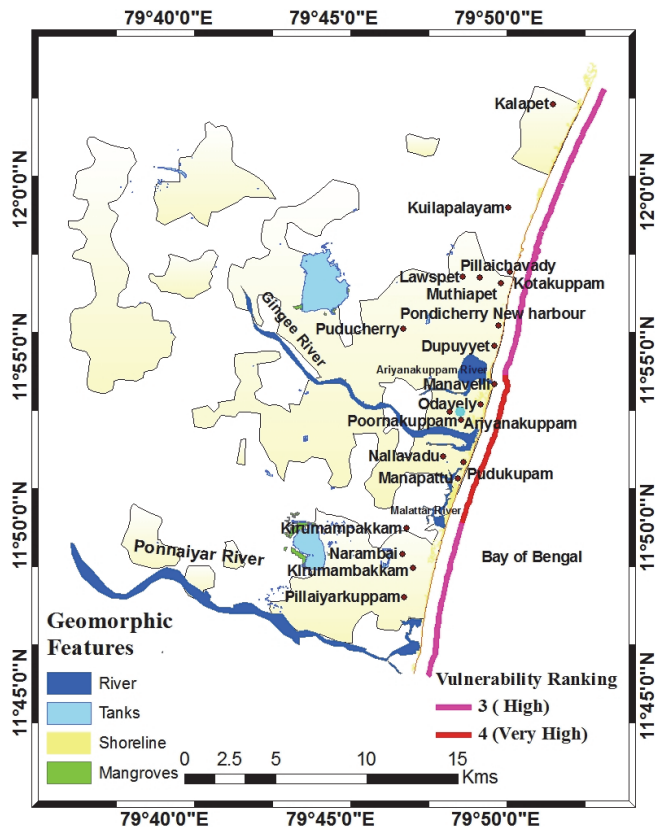 79°40'0"E 79°45'0"E 79°50'0"E
Kalapet
12°0'0"N 12°0'0"N
Kuilapalayam
Pillaichavady
Lawspet Kotakuppam
Muthiapet
Pondicherry New harbour
Gingee River
Puducherry
11°55'0"N 11°55'0"N
Dupuyyet
Ariyanakuppam River
Manavelli
Odayely
Poornakuppam Ariyanakuppam
Nallavadu
Manapattu Pudukupam
Malattar River
11°50'0"N 11°50'0"N
Kirumampakkam
Ponnaiyar River Narambai Bay of Bengal
Kirumambakkam
Pillaiyarkuppam
Geomorphic
Features
River
Tanks
Shoreline
Mangroves
Vulnerability Ranking
3 ( High)
4 (Very High)
11°45'0"N 11°45'0"N
0 2.5 5 10 15
Kms
79°40'0"E 79°45'0"E 79°50'0"E